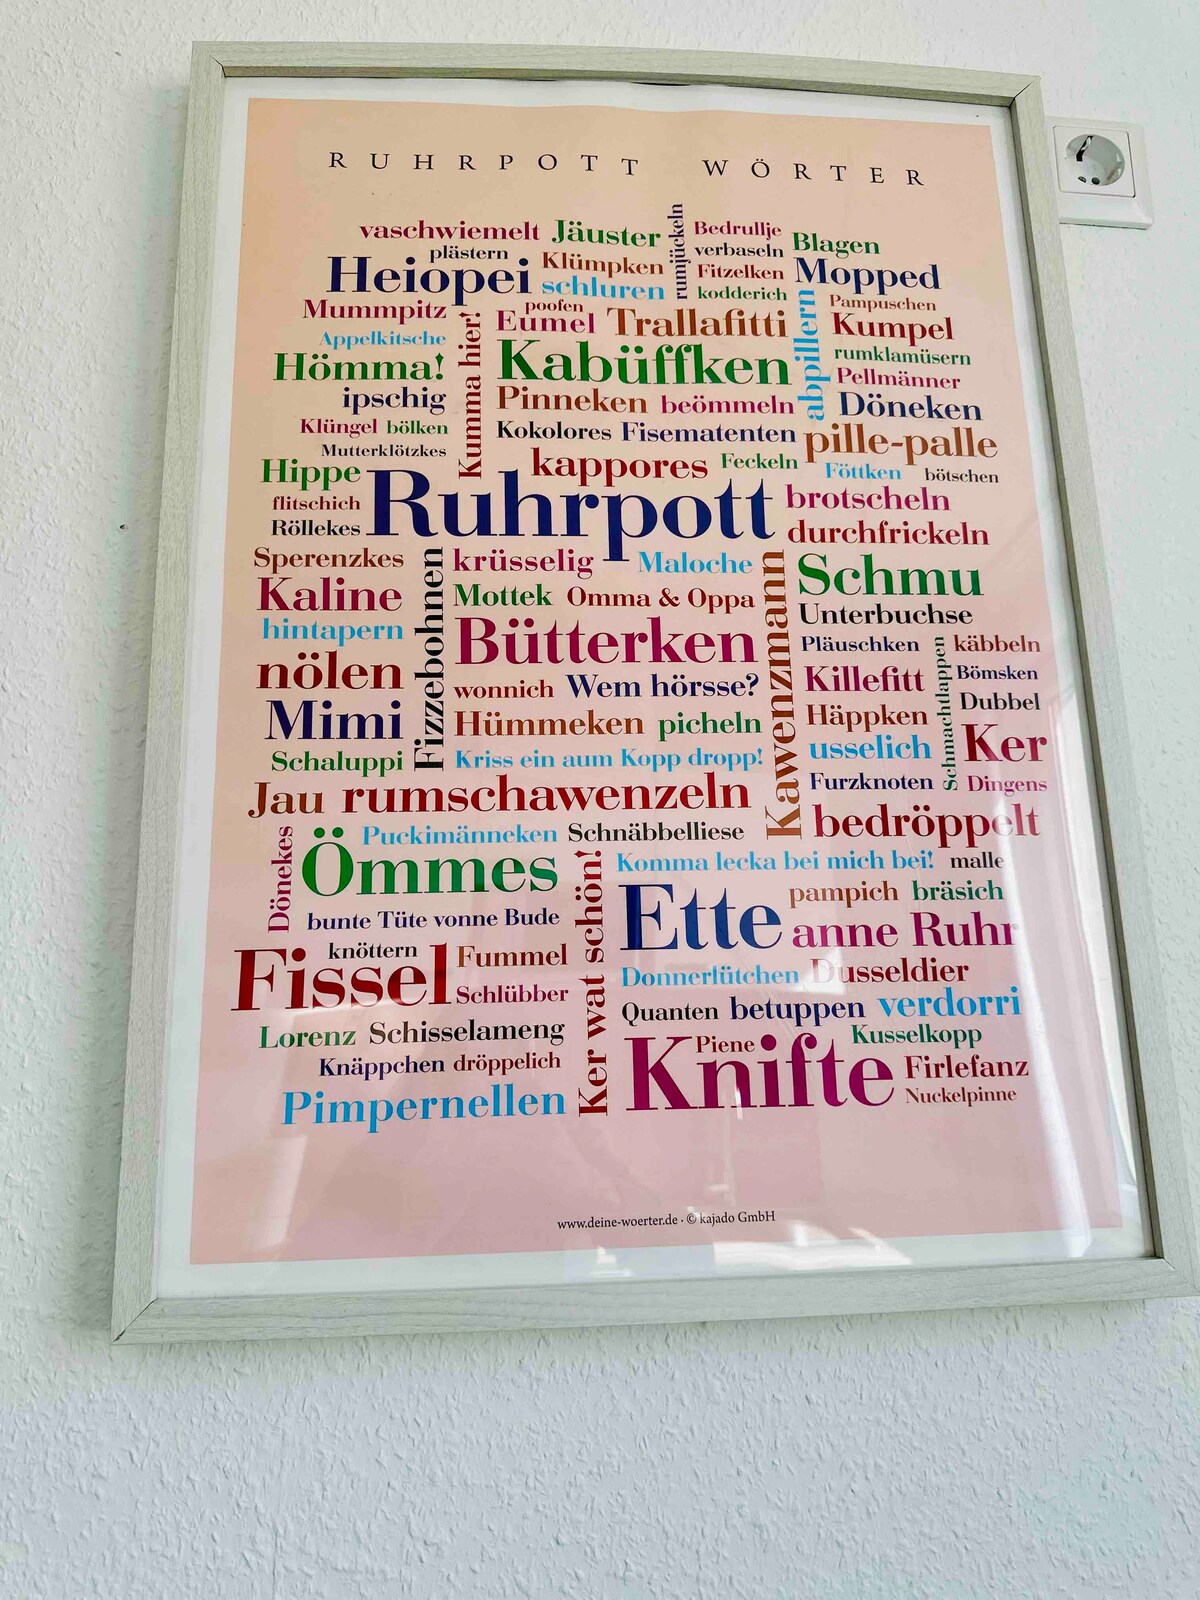 RUHRPOTT WÖRTER
vaschwiemelt Jäuster rumjückeln Bedrullje
plästern verbaseln Blagen
Heiopei Klümpken Fitzelken Mopped
schluren kodderich
Mummpitz poofen Pampuschen
Kumma hier! Eumel Trallafitti abpillern Kumpel
Appelkitsche
Hömma! Kabüffken rumklamüsern
Pellmänner
ipschig Pinneken beömmeln Döneken
Klüngel bölken Kokolores Fisematenten pille-palle
Mutterklötzkes
Hippe kappores Feckeln Föttken bötschen
flitschich Ruhrpott brotscheln
Röllekes durchfrickeln
Sperenzkes Fizzebohnen krüsselig Maloche Kawenzmann Schmu
Kaline Mottek Omma & Oppa Unterbuchse
hintapern Bütterken Pläuschken Schmachtlappen käbbeln
nölen wonnich Wem hörsse? Killefitt Bömsken
Mimi Hümmeken picheln Häppken Dubbel
usselich Ker
Schaluppi Kriss ein aum Kopp dropp! Furzknoten Dingens
Jau rumschawenzeln bedröppelt
Dönekes Puckimänneken Schnäbbelliese
Ömmes Ker wat schön! Komma lecka bei mich bei! malle
bunte Tüte vonne Bude Ette pampich bräsich
knöttern anne Ruhr
Fissel Fummel Donnerlütchen Dusseldier
Schlübber Quanten betuppen verdorri
Lorenz Schisselameng Piene Kusselkopp
Knäppchen dröppelich Knifte Firlefanz
Pimpernellen Nuckelpinne
www.deine-woerter.de · © kajado GmbH